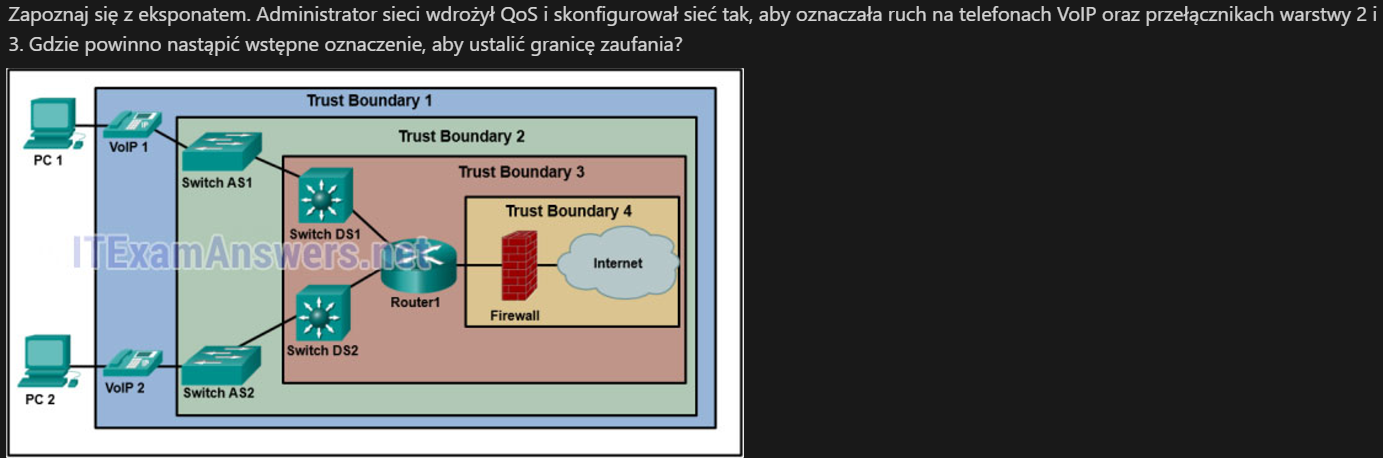 Zapoznaj się z eksponatem. Administrator sieci wdrożył QoS i skonfigurował sieć tak, aby oznaczała ruch na telefonach VoIP oraz przełącznikach warstwy 2 i
3. Gdzie powinno nastąpić wstępne oznaczenie, aby ustalić granicę zaufania?
Trust Boundary 1
Trust Boundary 2
Trust Boundary 3
Trust Boundary 4
PC 1
VoIP 1
IP
Switch AS1
Switch DS1
ITExamAnswers.net
Internet
Router1
Firewall
Switch DS2
PC 2
VoIP 2
Switch AS2